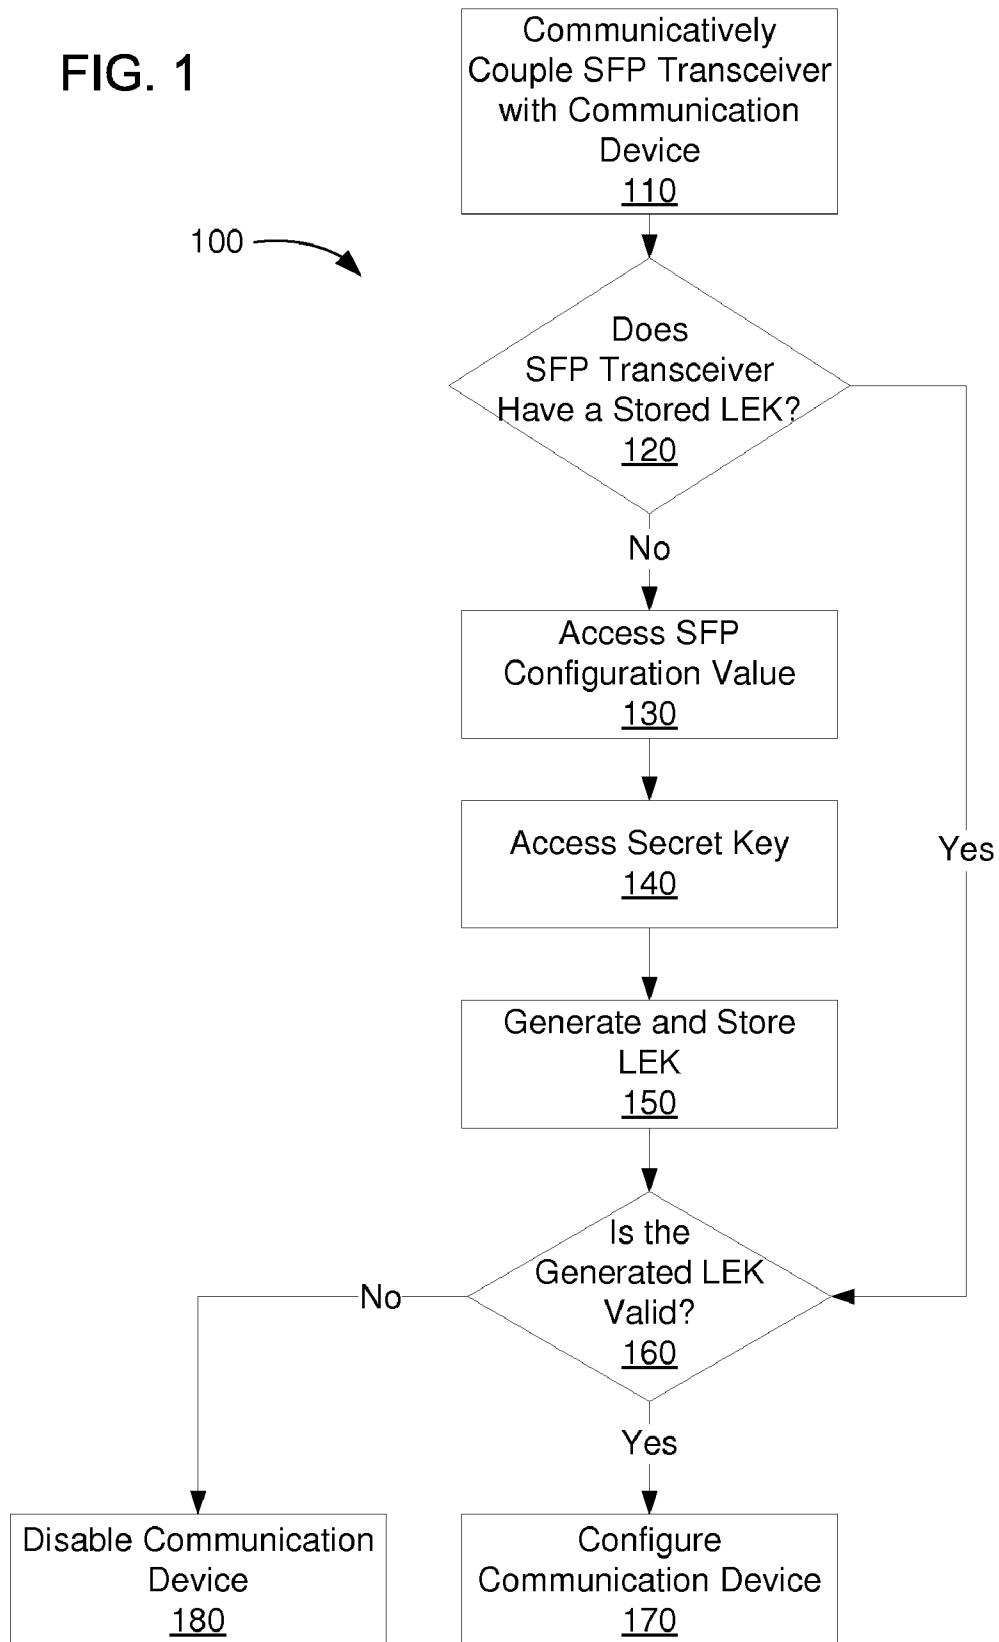 FIG. 1
Communicatively
Couple SFP Transceiver
with Communication
Device
110
100
Does
SFP Transceiver
Have a Stored LEK?
120
No
Access SFP
Configuration Value
130
Access Secret Key
140
Yes
Generate and Store
LEK
150
Is the
Generated LEK
Valid?
160
No
Yes
Disable Communication
Device
180
Configure
Communication Device
170